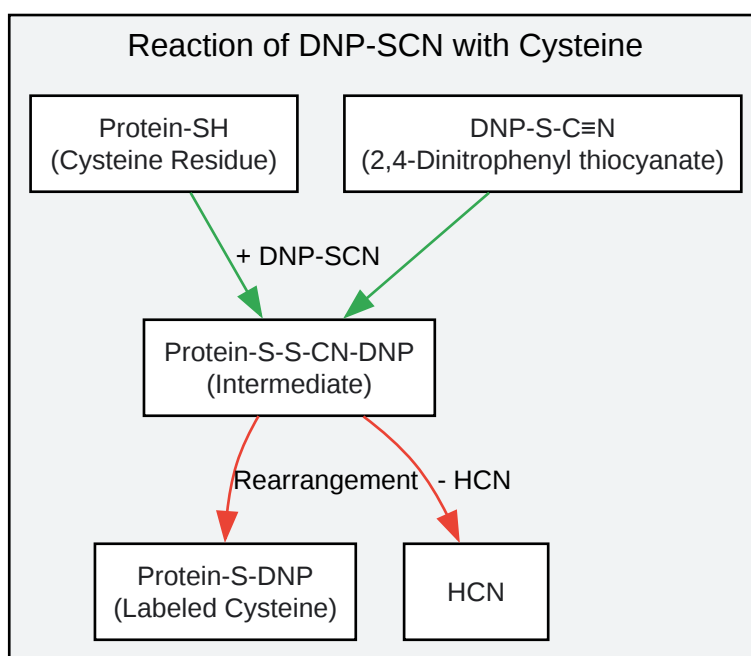 Reaction of DNP-SCN with Cysteine
Protein-SH
(Cysteine Residue)
DNP-S-C≡N
(2,4-Dinitrophenyl thiocyanate)
+ DNP-SCN
Protein-S-S-CN-DNP
(Intermediate)
Rearrangement
- HCN
Protein-S-DNP
(Labeled Cysteine)
HCN